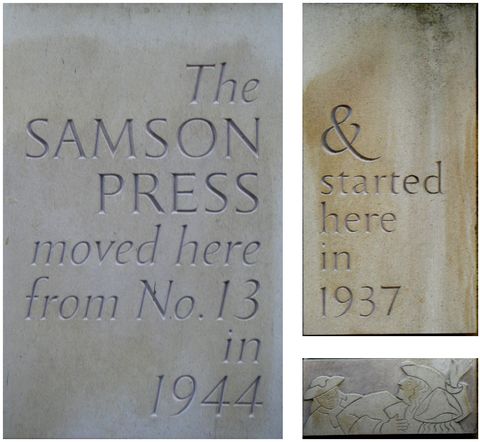 The
SAMSON
PRESS
moved here
from No. 13
in
1944
&
started
here
in
1937